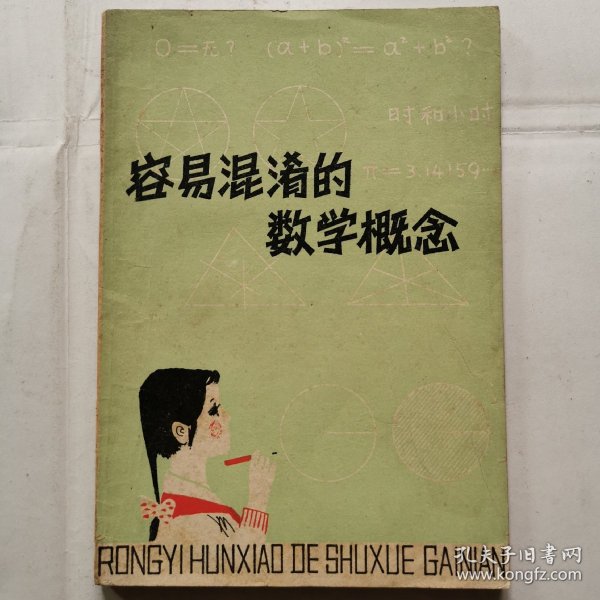 0=无? (a+b)²=a²+b²?
时和小时
π=3.14159…
容易混淆的
数学概念
RONGYI HUNXIAO DE SHUXUE GAINIAN
孔夫子旧书网
www.kongfz.com